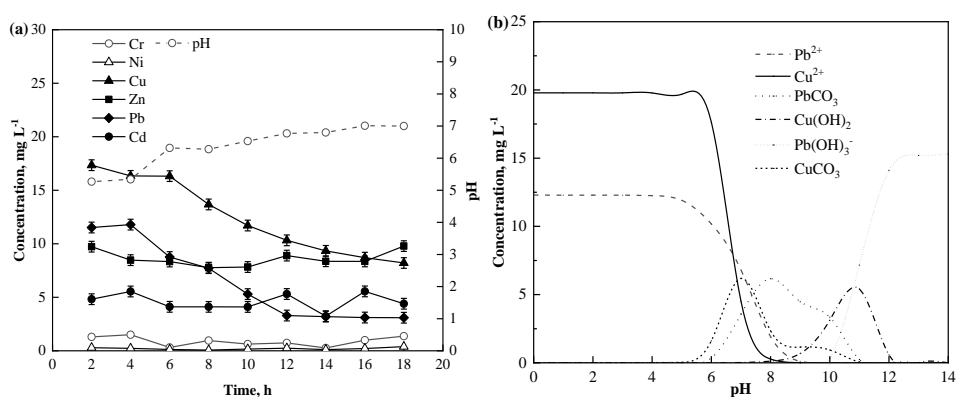 (a)
30
25
20
15
10
5
0
Concentration, mg L⁻¹
Cr
pH
Ni
Cu
Zn
Pb
Cd
10
9
8
7
6
5
4
3
2
1
0
pH
0 2 4 6 8 10 12 14 16 18 20
Time, h
(b)
25
20
15
10
5
0
Concentration, mg L⁻¹
Pb²⁺
Cu²⁺
PbCO₃
Cu(OH)₂
Pb(OH)₃⁻
CuCO₃
0 2 4 6 8 10 12 14
pH